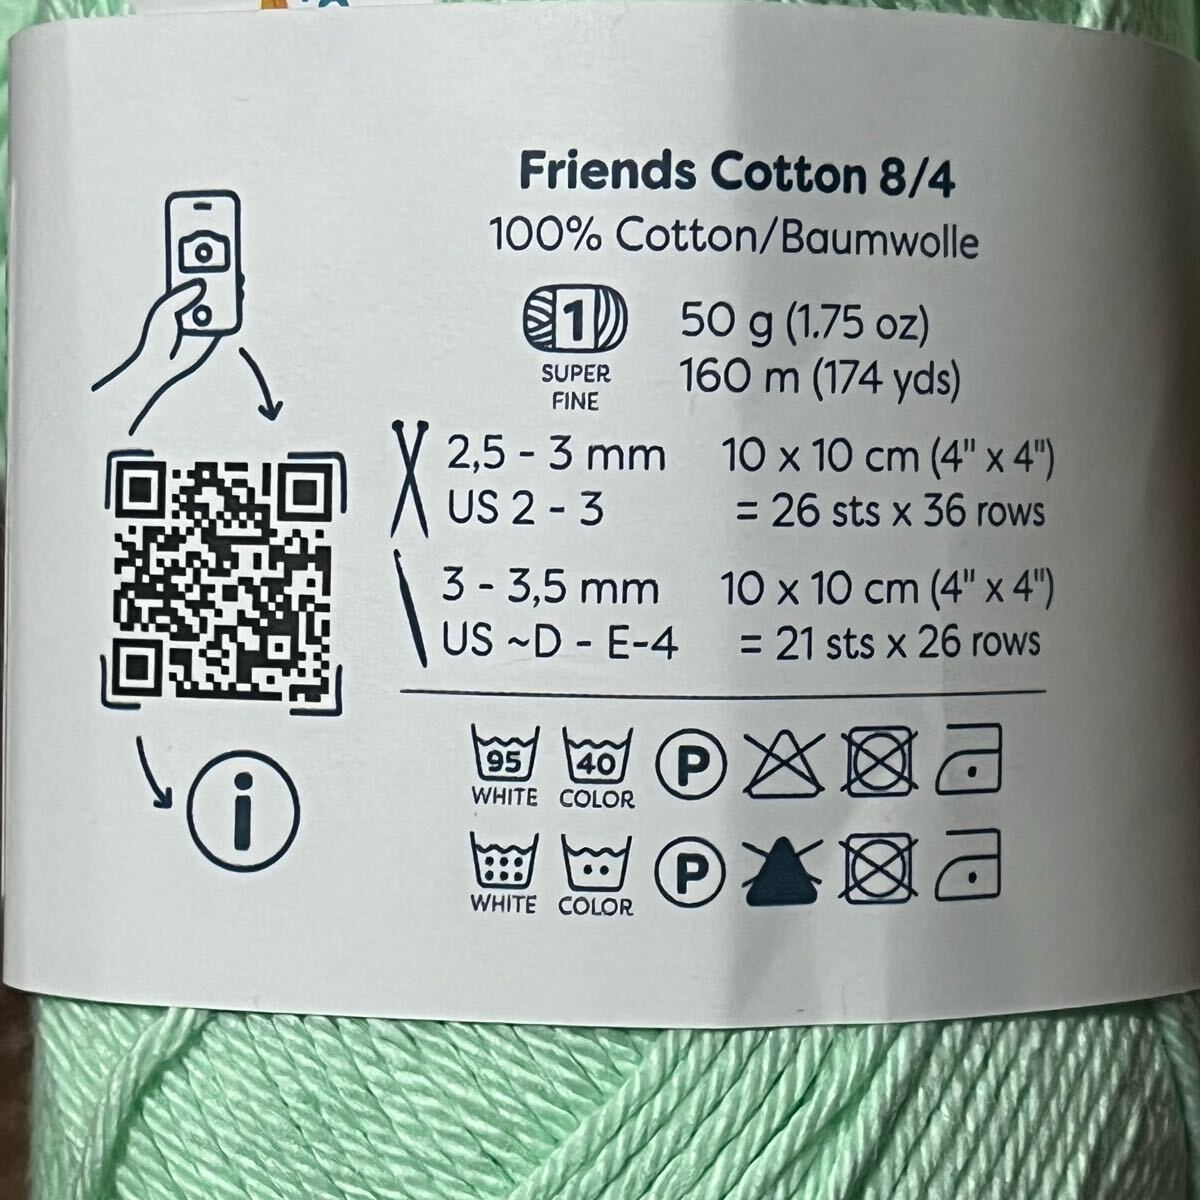 Friends Cotton 8/4
100% Cotton/Baumwolle
1
SUPER
FINE
50 g (1.75 oz)
160 m (174 yds)
2,5 - 3 mm
US 2 - 3
10 x 10 cm (4" x 4")
= 26 sts x 36 rows
3 - 3,5 mm
US ~D - E-4
10 x 10 cm (4" x 4")
= 21 sts x 26 rows
i
95 40 P
WHITE COLOR
P
WHITE COLOR